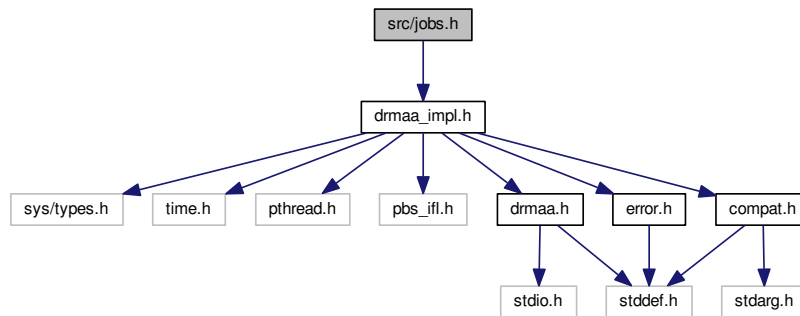 src/jobs.h
drmaa_impl.h
sys/types.h
time.h
pthread.h
pbs_ifl.h
drmaa.h
error.h
compat.h
stdio.h
stddef.h
stdarg.h